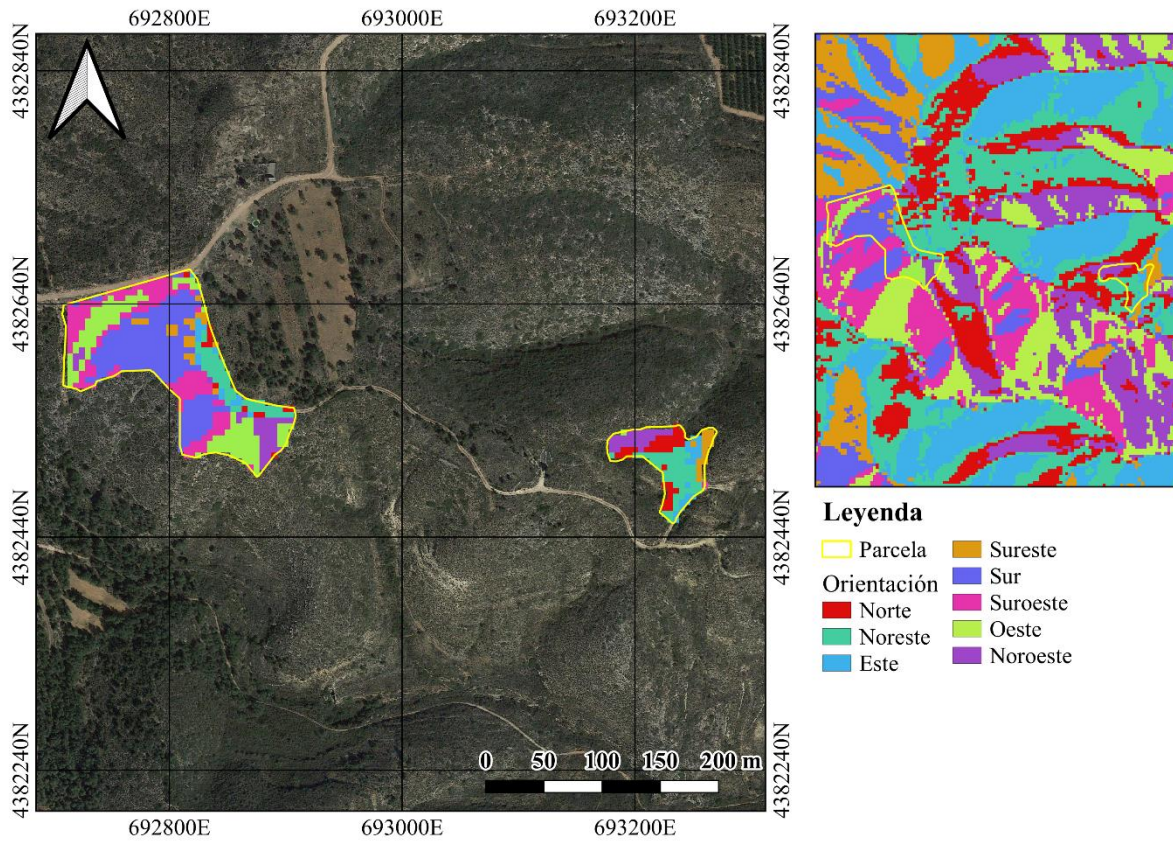 692800E 693000E 693200E
4382840N 4382840N
4382640N 4382640N
4382440N 4382440N
4382240N 4382240N
0 50 100 150 200 m
692800E 693000E 693200E
Leyenda
Parcela
Orientación
Norte
Noreste
Este
Sureste
Sur
Suroeste
Oeste
Noroeste